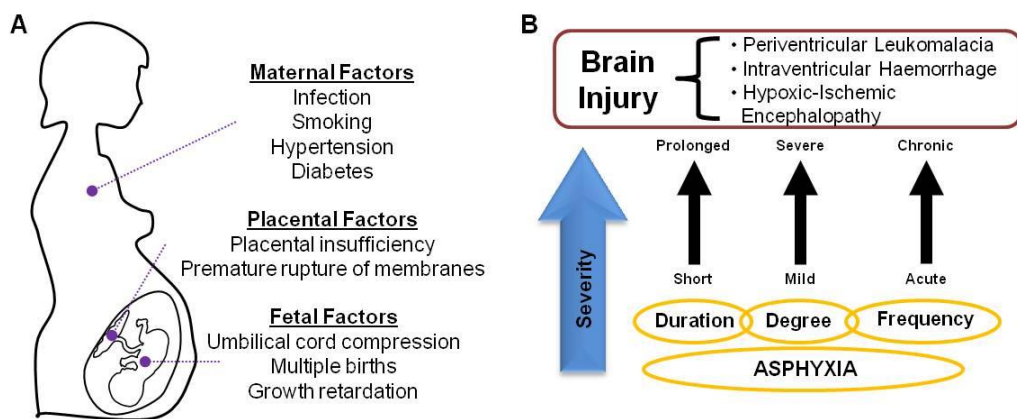 A
Maternal Factors
Infection
Smoking
Hypertension
Diabetes
Placental Factors
Placental insufficiency
Premature rupture of membranes
Fetal Factors
Umbilical cord compression
Multiple births
Growth retardation
B
Brain
Injury
• Periventricular Leukomalacia
• Intraventricular Haemorrhage
• Hypoxic-Ischemic
Encephalopathy
Severity
Prolonged Severe Chronic
Short Mild Acute
Duration Degree Frequency
ASPHYXIA